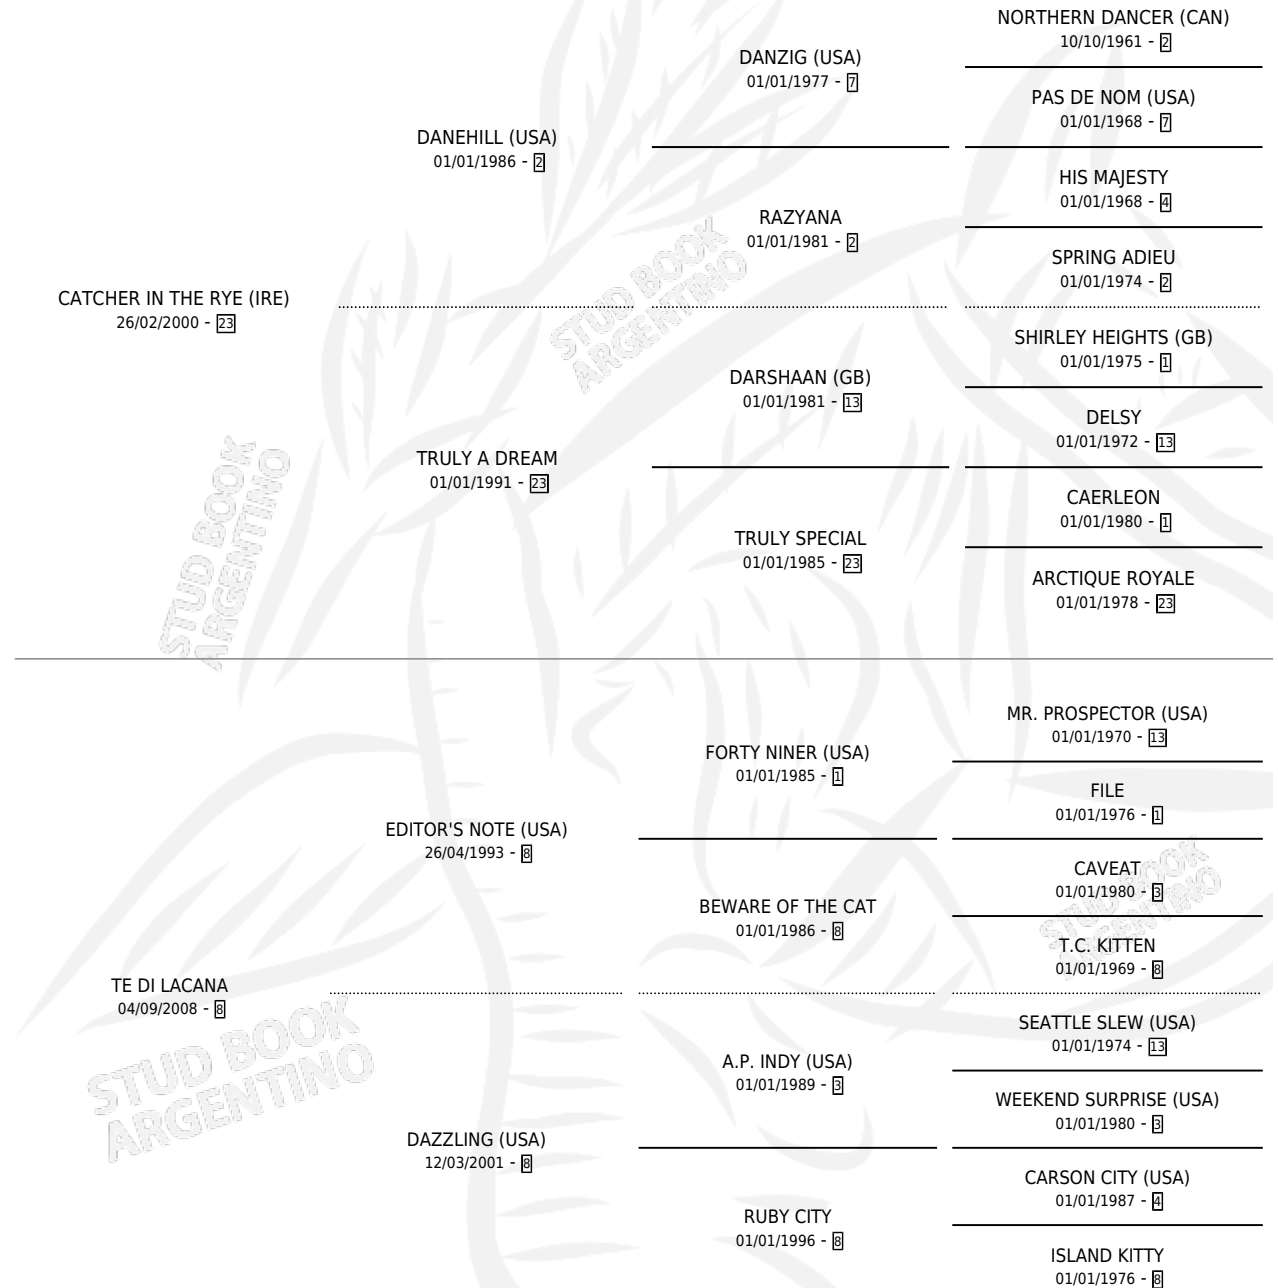 NORTHERN DANCER (CAN)
10/10/1961 - 2
DANZIG (USA)
01/01/1977 - 7
PAS DE NOM (USA)
01/01/1968 - 7
DANEHILL (USA)
01/01/1986 - 2
HIS MAJESTY
01/01/1968 - 4
RAZYANA
01/01/1981 - 2
SPRING ADIEU
01/01/1974 - 2
CATCHER IN THE RYE (IRE)
26/02/2000 - 23
SHIRLEY HEIGHTS (GB)
01/01/1975 - 1
DARSHAAN (GB)
01/01/1981 - 13
DELSY
01/01/1972 - 13
TRULY A DREAM
01/01/1991 - 23
CAERLEON
01/01/1980 - 1
TRULY SPECIAL
01/01/1985 - 23
ARCTIQUE ROYALE
01/01/1978 - 23
STUD BOOK
ARGENTINO
STUD BOOK
ARGENTINO
MR. PROSPECTOR (USA)
01/01/1970 - 13
FORTY NINER (USA)
01/01/1985 - 1
FILE
01/01/1976 - 1
EDITOR'S NOTE (USA)
26/04/1993 - 8
CAVEAT
01/01/1980 - 3
BEWARE OF THE CAT
01/01/1986 - 8
T.C. KITTEN
01/01/1969 - 8
STUD BOOK
ARGENTINO
TE DI LACANA
04/09/2008 - 8
SEATTLE SLEW (USA)
01/01/1974 - 13
A.P. INDY (USA)
01/01/1989 - 3
WEEKEND SURPRISE (USA)
01/01/1980 - 3
STUD BOOK
ARGENTINO
DAZZLING (USA)
12/03/2001 - 8
CARSON CITY (USA)
01/01/1987 - 4
RUBY CITY
01/01/1996 - 8
ISLAND KITTY
01/01/1976 - 8